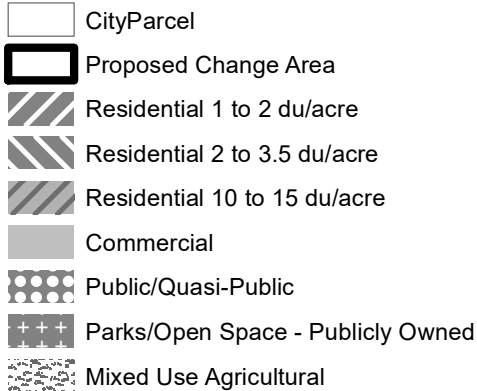 CityParcel
Proposed Change Area
Residential 1 to 2 du/acre
Residential 2 to 3.5 du/acre
Residential 10 to 15 du/acre
Commercial
Public/Quasi-Public
Parks/Open Space - Publicly Owned
Mixed Use Agricultural